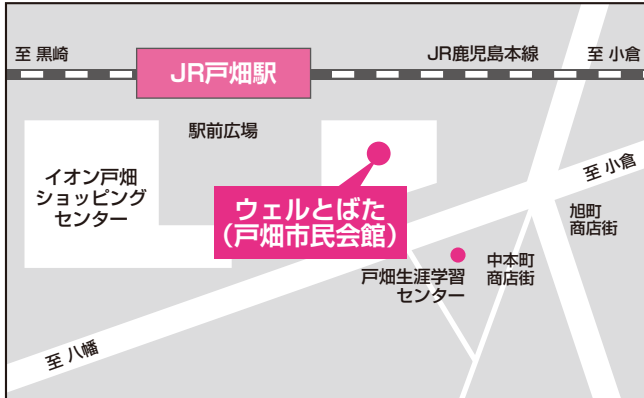 至 黒崎
JR戸畑駅
JR鹿児島本線
至 小倉
駅前広場
イオン戸畑
ショッピング
センター
ウェルとばた
(戸畑市民会館)
至 小倉
旭町
商店街
中本町
商店街
戸畑生涯学習
センター
至 八幡